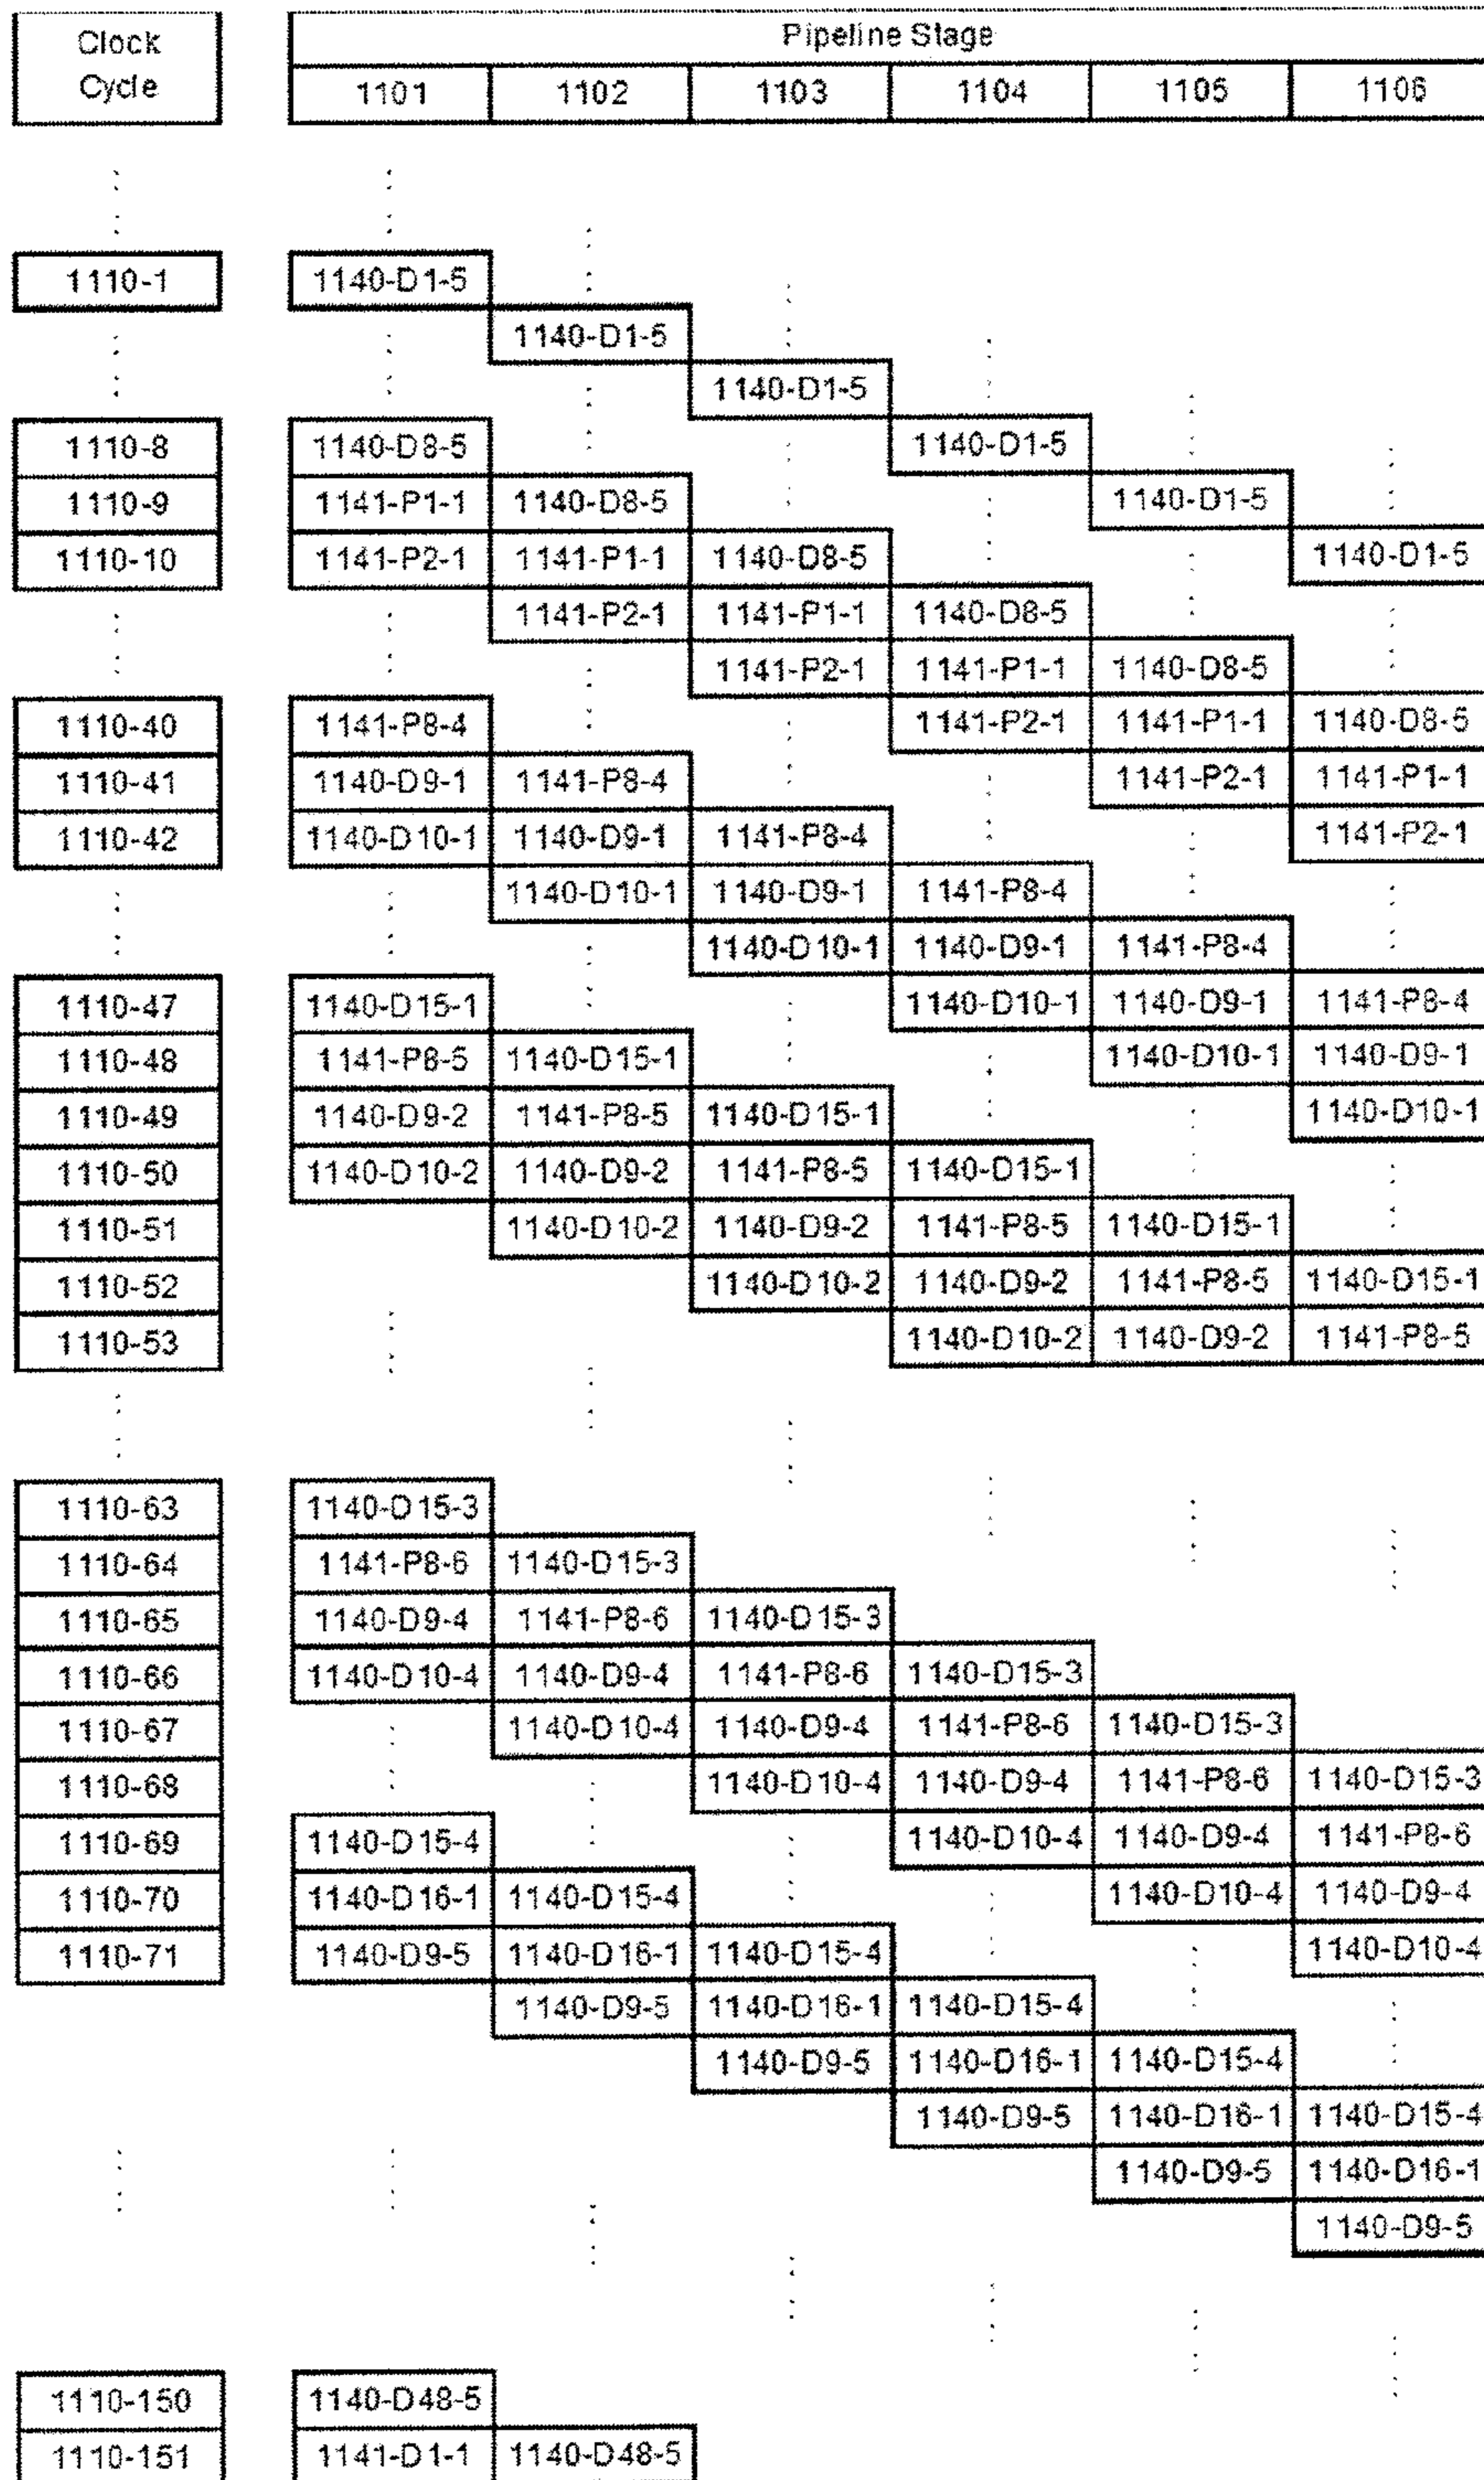 Clock Cycle Pipeline Stage
1101 1102 1103 1104 1105 1106
1110-1 1140-D1-5
1140-D1-5
1140-D1-5
1110-8 1140-D8-5 1140-D1-5
1110-9 1141-P1-1 1140-D8-5 1140-D1-5
1110-10 1141-P2-1 1141-P1-1 1140-D8-5 1140-D1-5
1141-P2-1 1141-P1-1 1140-D8-5
1141-P2-1 1141-P1-1 1140-D8-5
1110-40 1141-P8-4 1141-P2-1 1141-P1-1 1140-D8-5
1110-41 1140-D9-1 1141-P8-4 1141-P2-1 1141-P1-1
1110-42 1140-D10-1 1140-D9-1 1141-P8-4 1141-P2-1
1140-D10-1 1140-D9-1 1141-P8-4
1140-D10-1 1140-D9-1 1141-P8-4
1110-47 1140-D15-1 1140-D10-1 1140-D9-1 1141-P8-4
1110-48 1141-P8-5 1140-D15-1 1140-D10-1 1140-D9-1
1110-49 1140-D9-2 1141-P8-5 1140-D15-1 1140-D10-1
1110-50 1140-D10-2 1140-D9-2 1141-P8-5 1140-D15-1
1110-51 1140-D10-2 1140-D9-2 1141-P8-5 1140-D15-1
1110-52 1140-D10-2 1140-D9-2 1141-P8-5 1140-D15-1
1110-53 1140-D10-2 1140-D9-2 1141-P8-5
1110-63 1140-D15-3
1110-64 1141-P8-6 1140-D15-3
1110-65 1140-D9-4 1141-P8-6 1140-D15-3
1110-66 1140-D10-4 1140-D9-4 1141-P8-6 1140-D15-3
1110-67 1140-D10-4 1140-D9-4 1141-P8-6 1140-D15-3
1110-68 1140-D10-4 1140-D9-4 1141-P8-6 1140-D15-3
1110-69 1140-D15-4 1140-D10-4 1140-D9-4 1141-P8-6
1110-70 1140-D16-1 1140-D15-4 1140-D10-4 1140-D9-4
1110-71 1140-D9-5 1140-D16-1 1140-D15-4 1140-D10-4
1140-D9-5 1140-D16-1 1140-D15-4
1140-D9-5 1140-D16-1 1140-D15-4
1140-D9-5 1140-D16-1 1140-D15-4
1140-D9-5 1140-D16-1
1140-D9-5
1110-150 1140-D48-5
1110-151 1141-D1-1 1140-D48-5